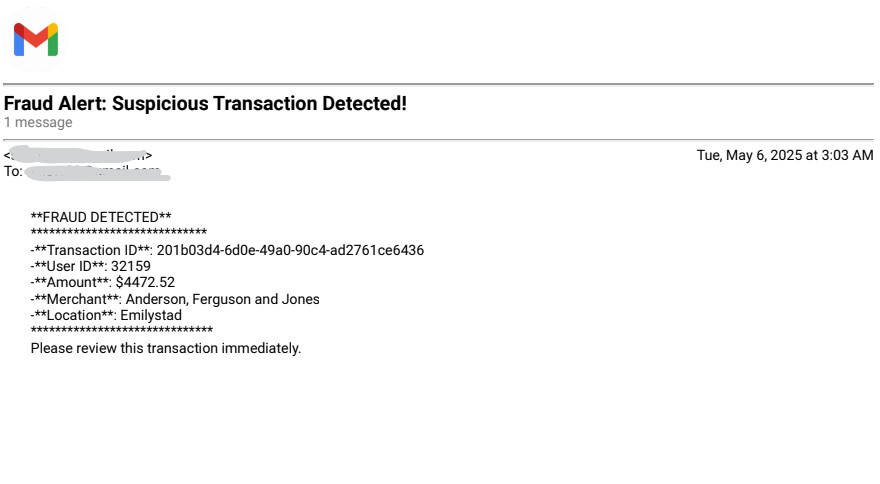 Fraud Alert: Suspicious Transaction Detected!
1 message
Tue, May 6, 2025 at 3:03 AM
To:
**FRAUD DETECTED**
*****************************
-**Transaction ID**: 201b03d4-6d0e-49a0-90c4-ad2761ce6436
-**User ID**: 32159
-**Amount**: $4472.52
-**Merchant**: Anderson, Ferguson and Jones
-**Location**: Emilystad
******************************
Please review this transaction immediately.